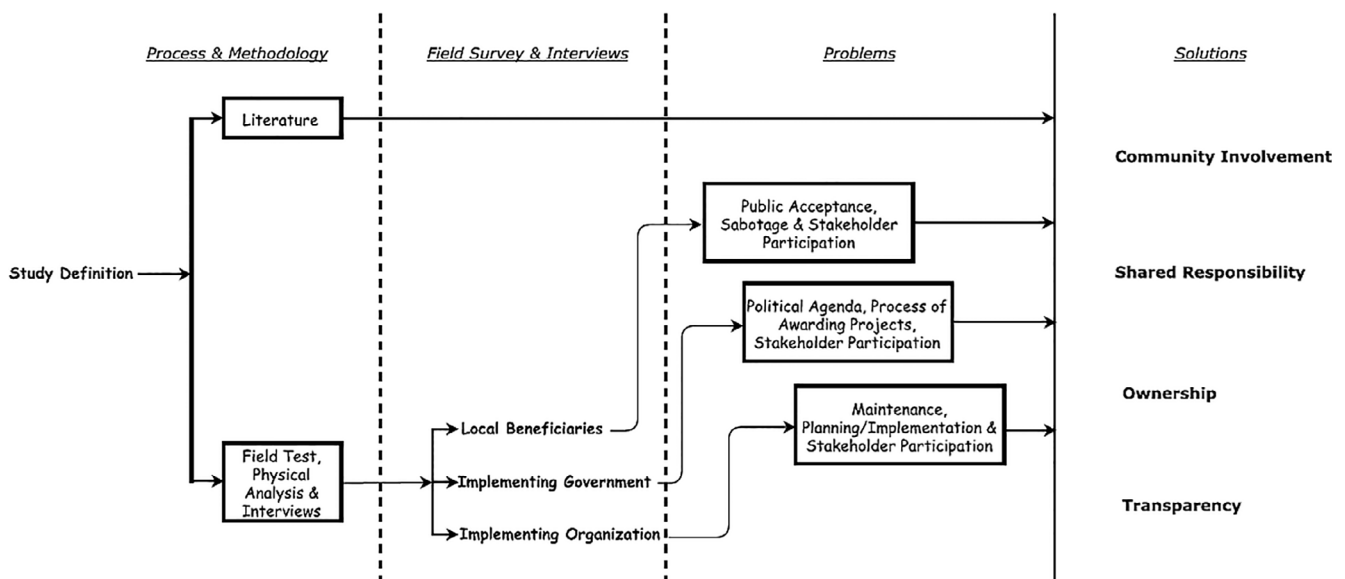 Process & Methodology
Field Survey & Interviews
Problems
Solutions
Literature
Community Involvement
Public Acceptance,
Sabotage & Stakeholder
Participation
Study Definition
Shared Responsibility
Political Agenda, Process of
Awarding Projects,
Stakeholder Participation
Ownership
Maintenance,
Planning/Implementation &
Stakeholder Participation
Local Beneficiaries
Field Test,
Physical
Analysis &
Interviews
Implementing Government
Implementing Organization
Transparency